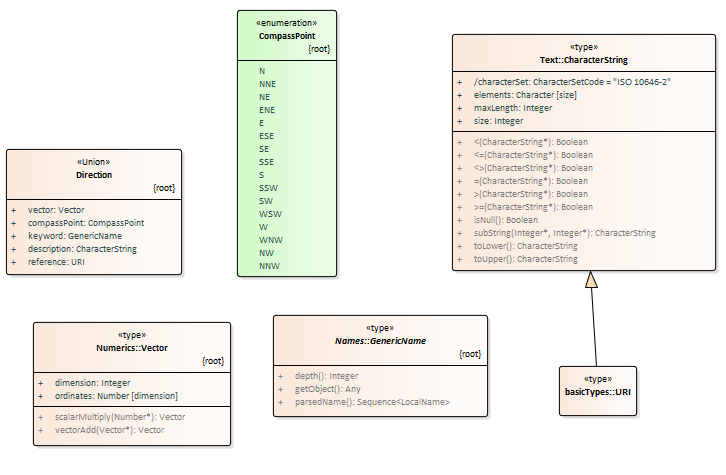 «enumeration»
CompassPoint
{root}
N
NNE
NE
ENE
E
ESE
SE
SSE
S
SSW
SW
WSW
W
WNW
NW
NNW
«type»
Text::CharacterString
+ /characterSet: CharacterSetCode = "ISO 10646-2"
+ elements: Character [size]
+ maxLength: Integer
+ size: Integer
+ <(CharacterString*): Boolean
+ <=(CharacterString*): Boolean
+ <>(CharacterString*): Boolean
+ =(CharacterString*): Boolean
+ >(CharacterString*): Boolean
+ >=(CharacterString*): Boolean
+ isNull(): Boolean
+ subString(Integer*, Integer*): CharacterString
+ toLower(): CharacterString
+ toUpper(): CharacterString
«Union»
Direction
{root}
+ vector: Vector
+ compassPoint: CompassPoint
+ keyword: GenericName
+ description: CharacterString
+ reference: URI
«type»
Numerics::Vector
{root}
+ dimension: Integer
+ ordinates: Number [dimension]
+ scalarMultiply(Number*): Vector
+ vectorAdd(Vector*): Vector
«type»
Names::GenericName
{root}
+ depth(): Integer
+ getObject(): Any
+ parsedName(): Sequence<LocalName>
«type»
basicTypes::URI